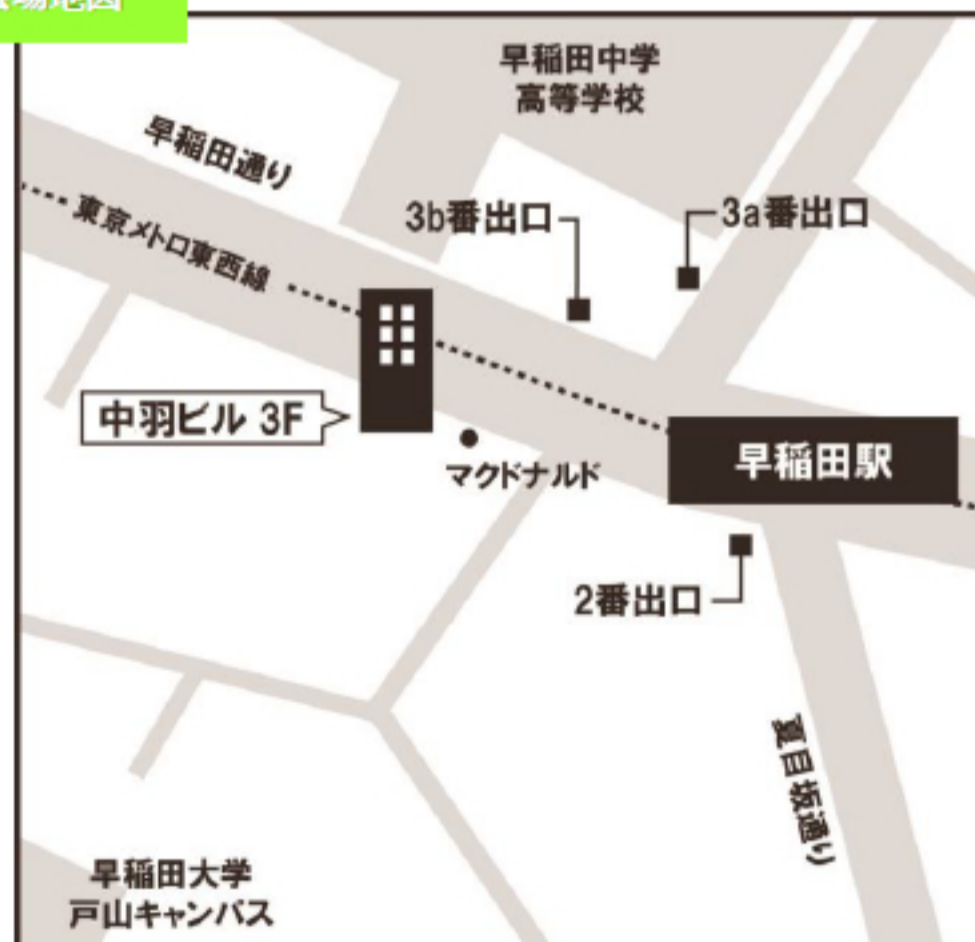 早稲田中学
高等学校
早稲田通り
東京メトロ東西線
3b番出口
3a番出口
中羽ビル 3F
マクドナルド
早稲田駅
2番出口
夏目坂通り
早稲田大学
戸山キャンパス